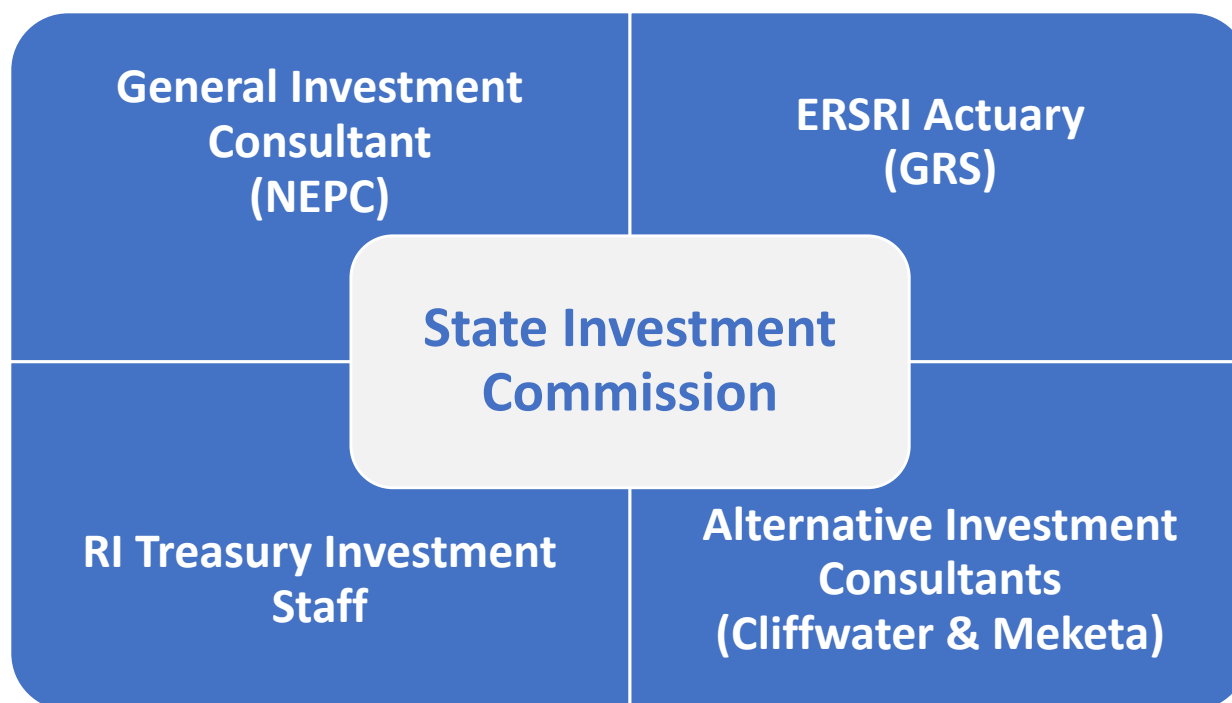 General Investment
Consultant
(NEPC)
ERSRI Actuary
(GRS)
State Investment
Commission
RI Treasury Investment
Staff
Alternative Investment
Consultants
(Cliffwater & Meketa)